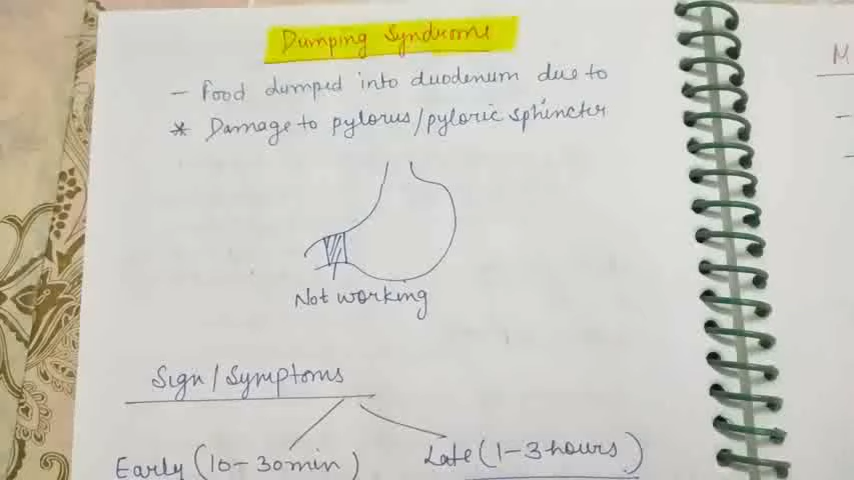 Dumping Syndrome
- Food dumped into duodenum due to
* Damage to pylorus/pyloric sphincter
Not working
Sign/Symptoms
Early (10-30min)
Late (1-3 hours)
M